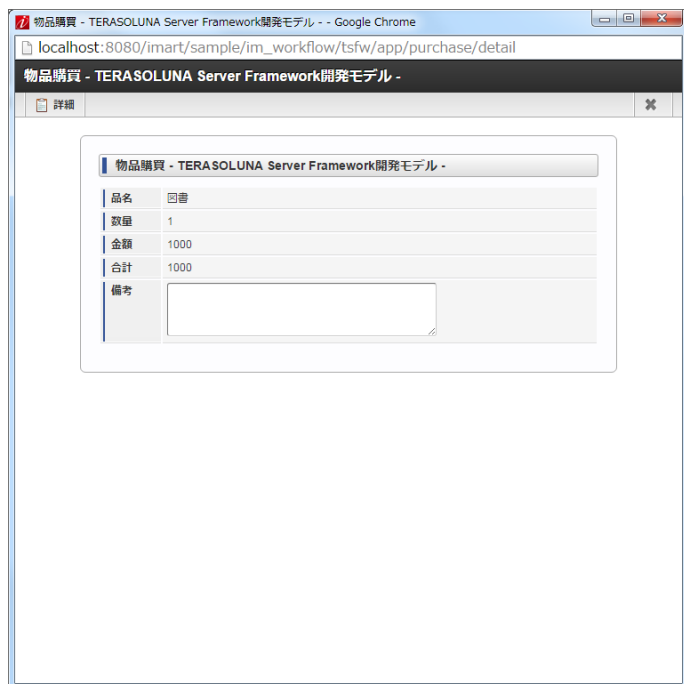 物品購買 - TERASOLUNA Server Framework開発モデル - - Google Chrome
localhost:8080/imart/sample/im_workflow/tsfw/app/purchase/detail
物品購買 - TERASOLUNA Server Framework開発モデル -
詳細
物品購買 - TERASOLUNA Server Framework開発モデル -
品名 図書
数量 1
金額 1000
合計 1000
備考